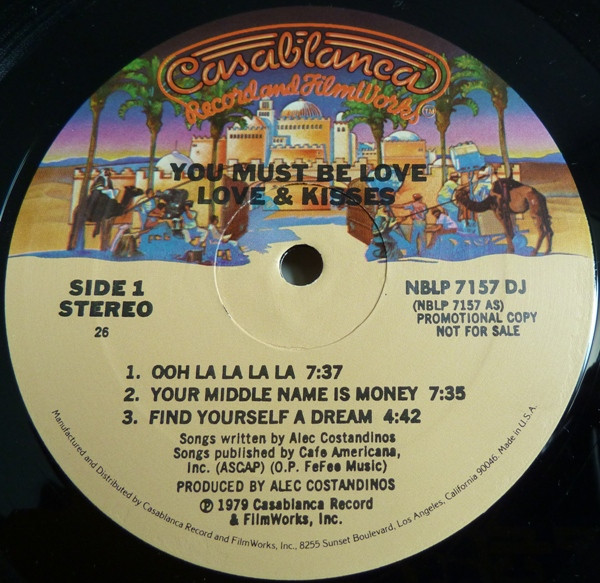 Casablanca
Record and FilmWorks™
YOU MUST BE LOVE
LOVE & KISSES
SIDE 1
STEREO
26
NBLP 7157 DJ
(NBLP 7157 AS)
PROMOTIONAL COPY
NOT FOR SALE
1. OOH LA LA LA LA 7:37
2. YOUR MIDDLE NAME IS MONEY 7:35
3. FIND YOURSELF A DREAM 4:42
Songs written by Alec Costandinos
Songs published by Cafe Americana,
Inc. (ASCAP) (O.P. FeFee Music)
PRODUCED BY ALEC COSTANDINOS
℗ 1979 Casablanca Record
& FilmWorks, Inc.
Manufactured and Distributed by Casablanca Record and FilmWorks, Inc., 8255 Sunset Boulevard, Los Angeles, California 90046. Made in U.S.A.